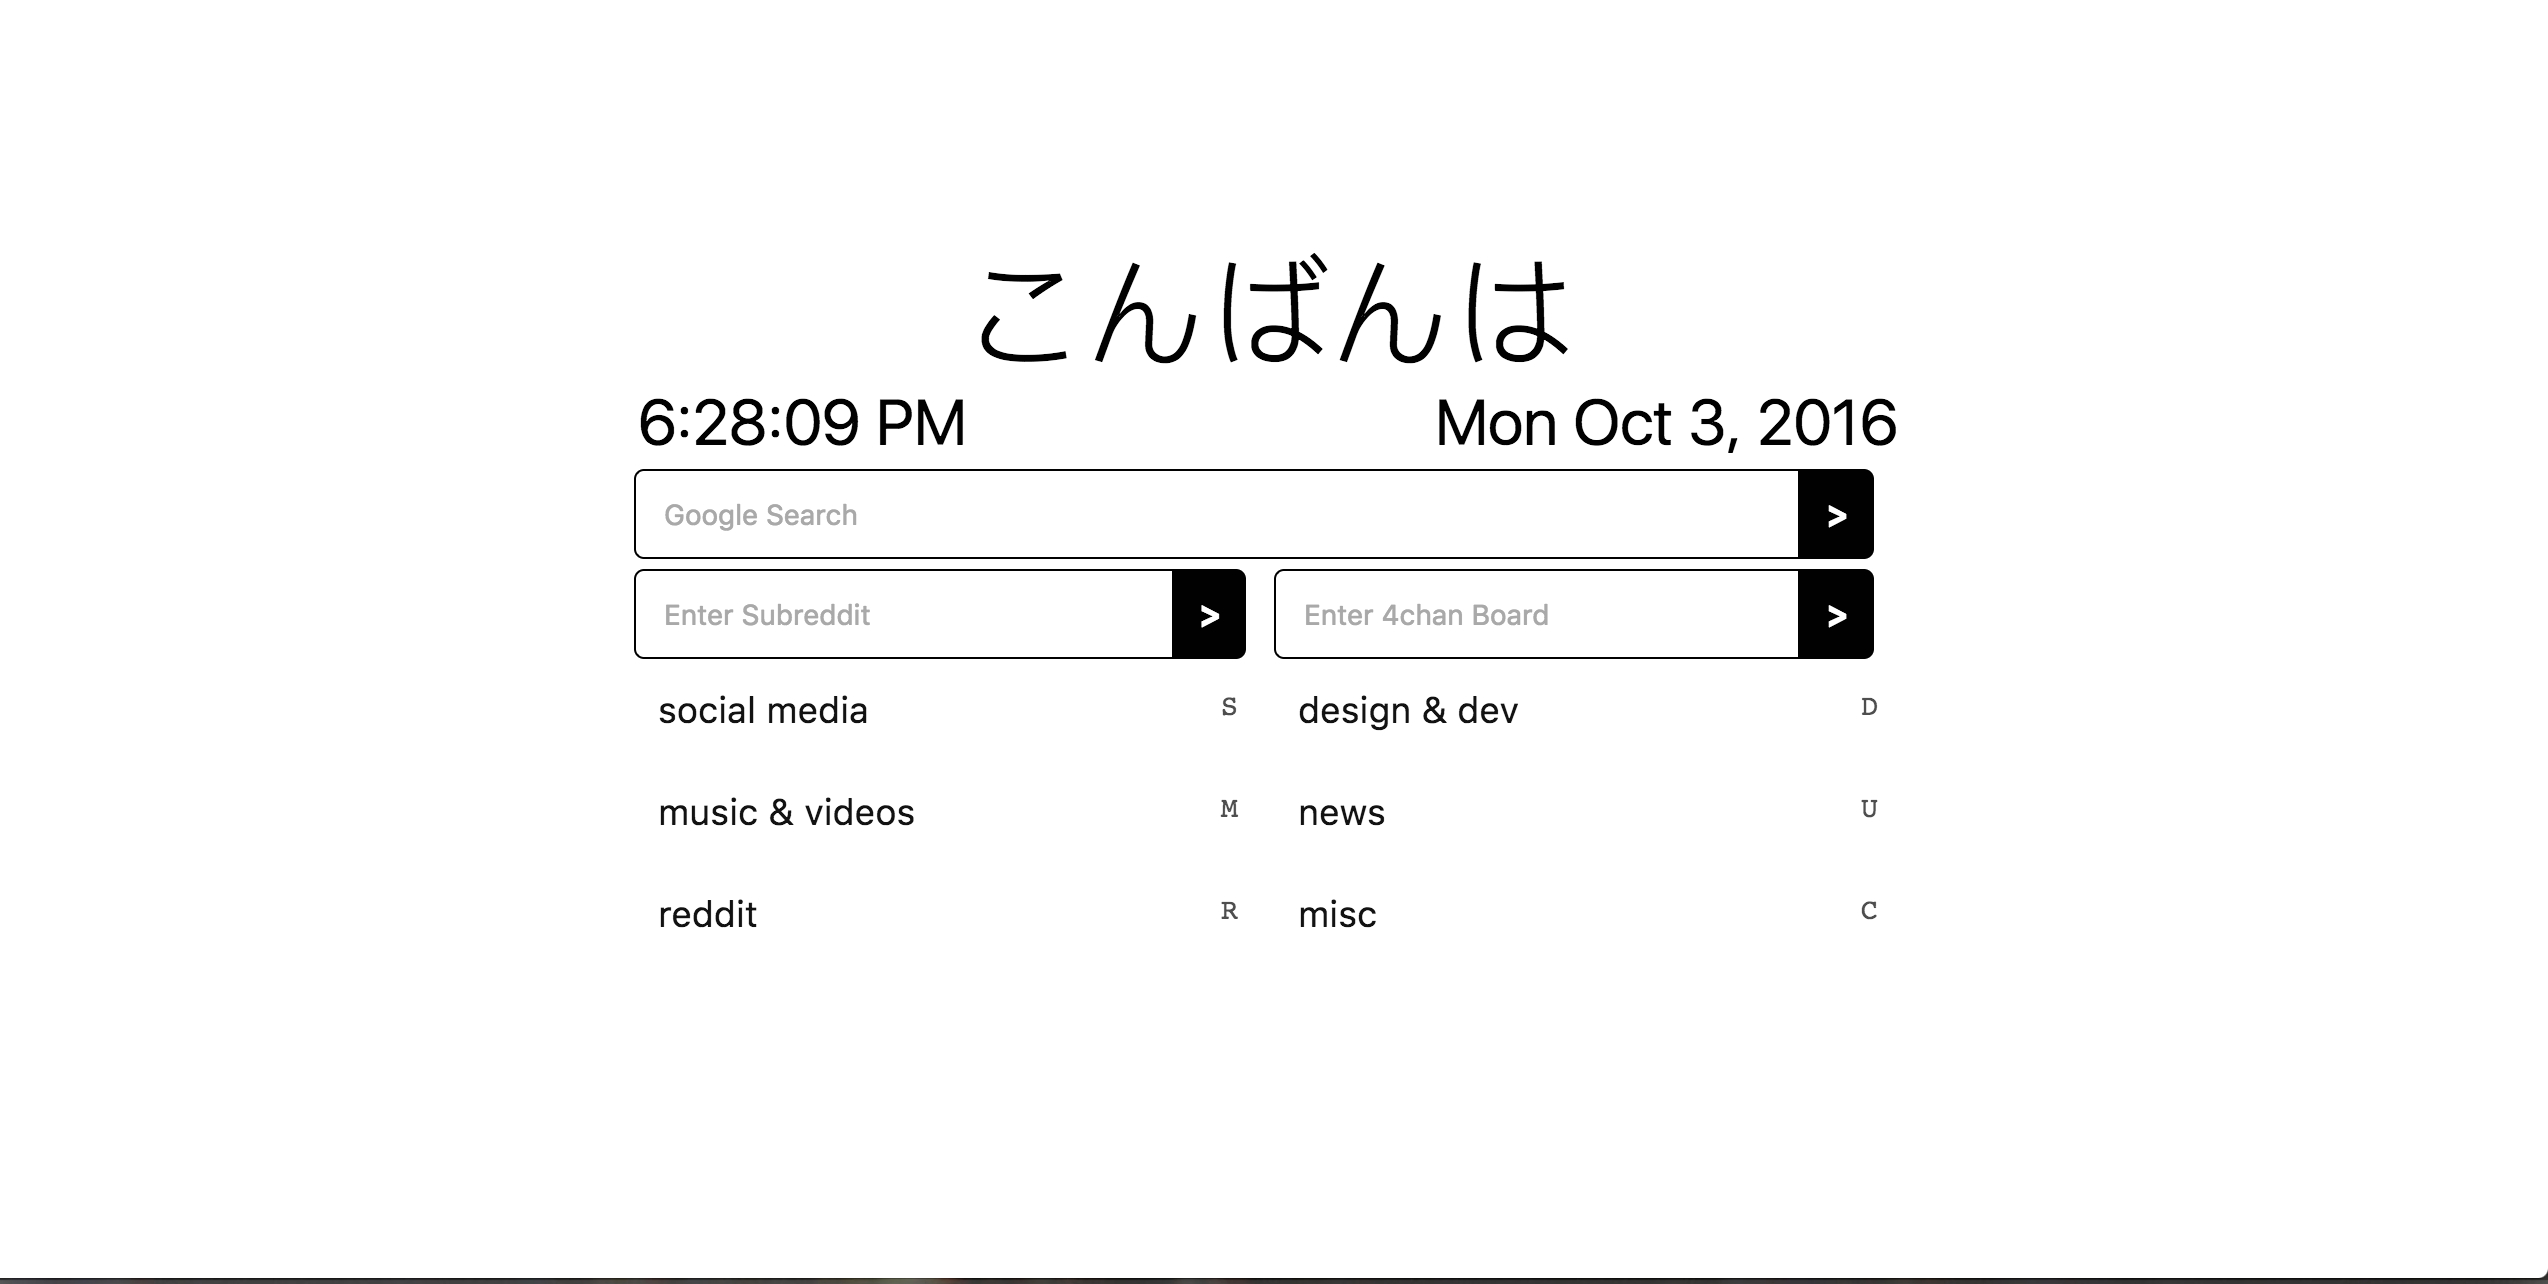 こんばんは
6:28:09 PM Mon Oct 3, 2016
Google Search >
Enter Subreddit > Enter 4chan Board >
social media S design & dev D
music & videos M news U
reddit R misc C